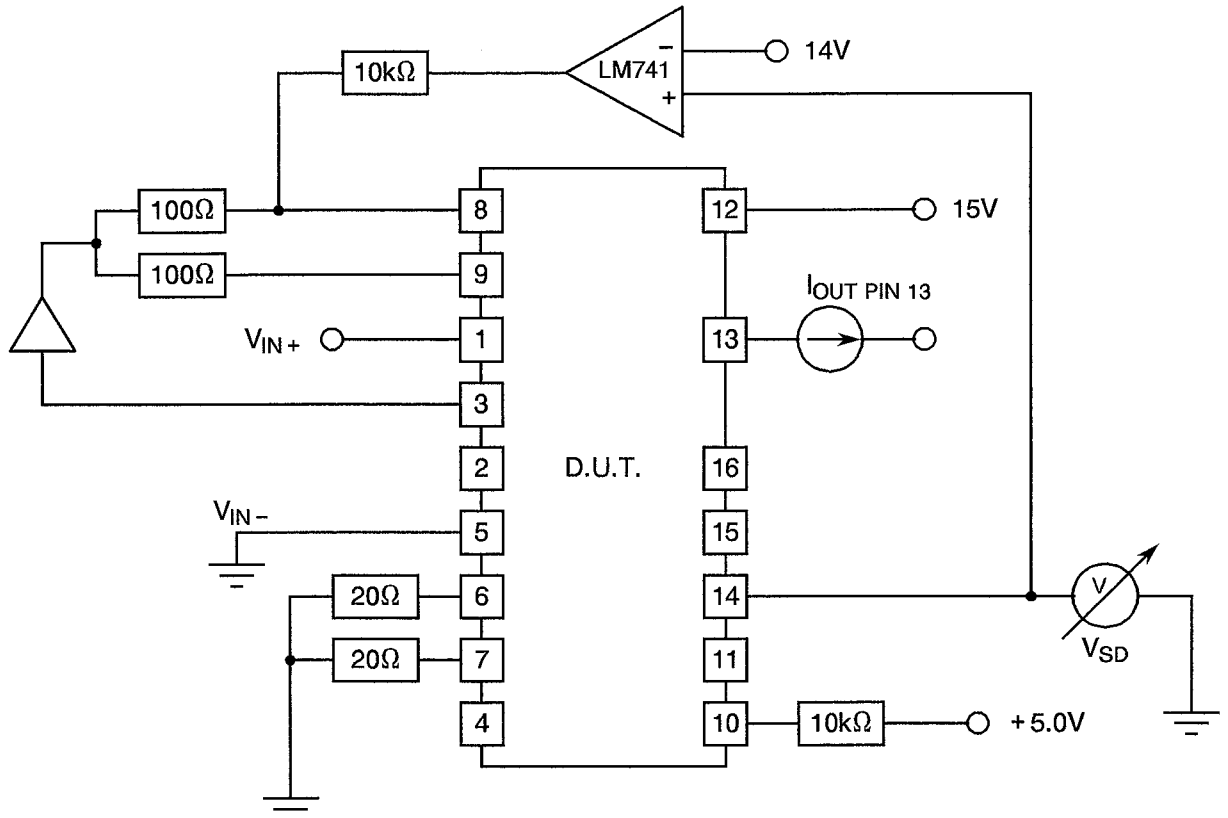 14V
10kΩ
LM741
−
+
100Ω
8
12
15V
100Ω
9
IOUT PIN 13
VIN+
1
13
3
2
D.U.T.
16
VIN−
5
15
20Ω
6
14
V
VSD
20Ω
7
11
4
10
10kΩ
+5.0V